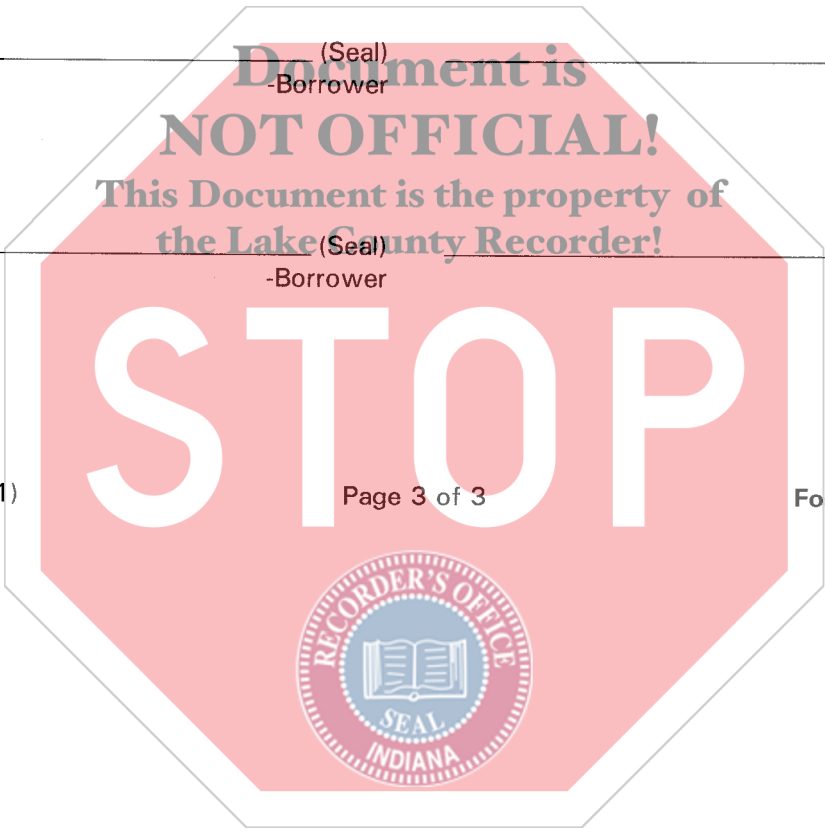 (Seal)
-Borrower
Document is
NOT OFFICIAL!
This Document is the property of
the Lake County Recorder!
(Seal)
-Borrower
STOP
1)
Page 3 of 3
Fo
RECORDER'S OFFICE
SEAL
INDIANA